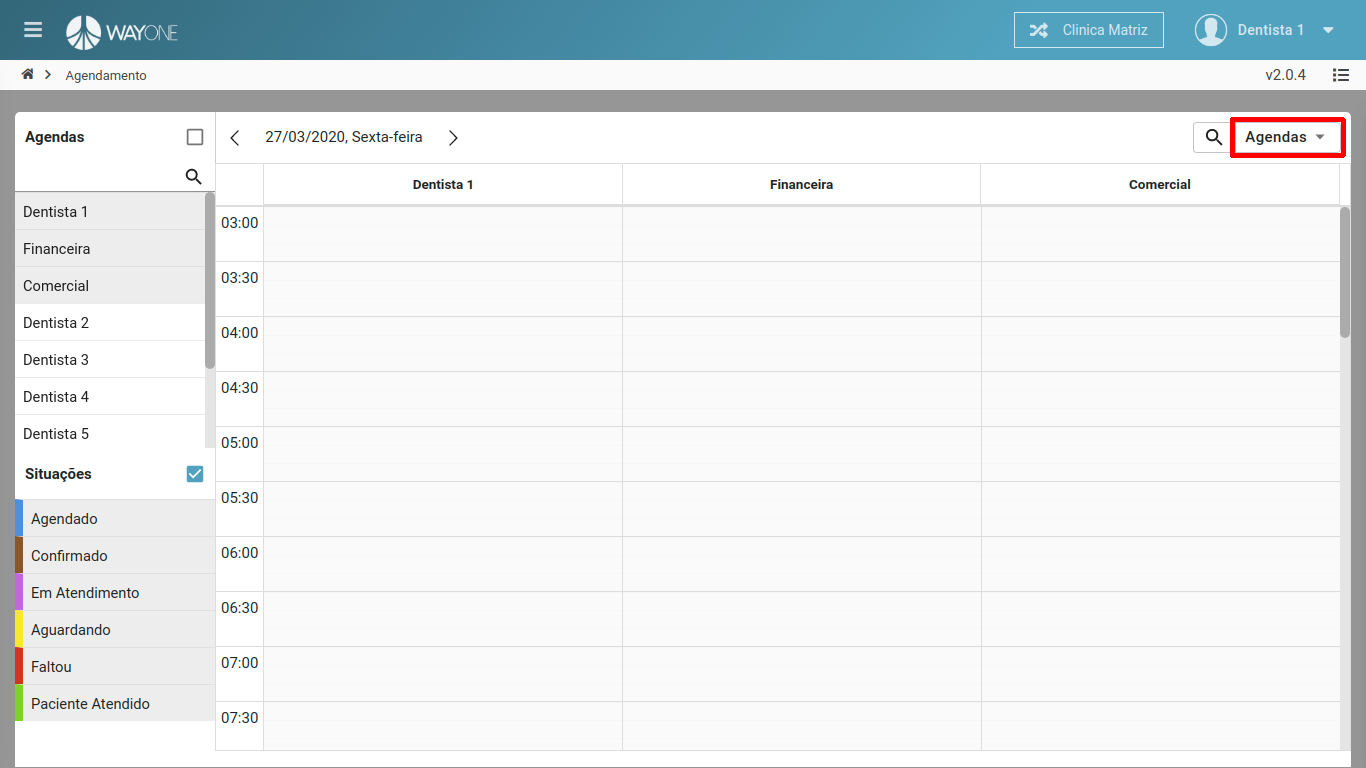 WAYONE
Clinica Matriz
Dentista 1
Agendamento
v2.0.4
Agendas
27/03/2020, Sexta-feira
Agendas
Dentista 1
Financeira
Comercial
Dentista 1
Financeira
Comercial
Dentista 2
Dentista 3
Dentista 4
Dentista 5
Situações
Agendado
Confirmado
Em Atendimento
Aguardando
Faltou
Paciente Atendido
03:00
03:30
04:00
04:30
05:00
05:30
06:00
06:30
07:00
07:30